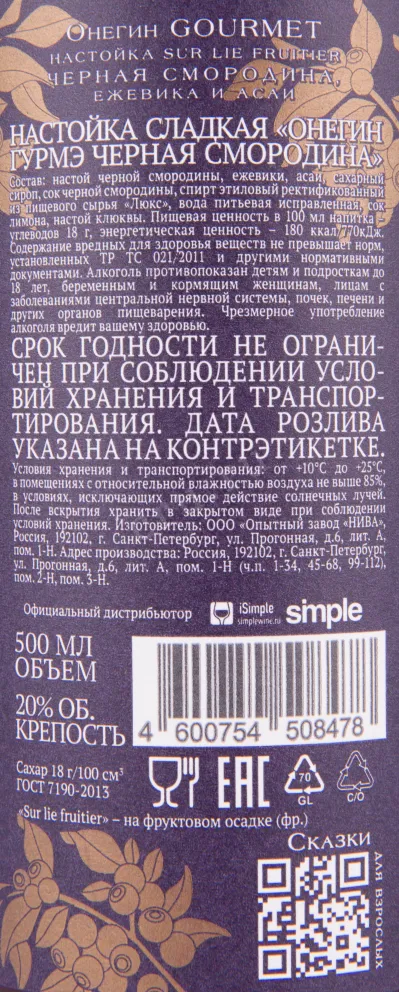 Онегин GOURMET
НАСТОЙКА SUR LIE FRUITIER
ЧЕРНАЯ СМОРОДИНА,
ЕЖЕВИКА И АСАИ
НАСТОЙКА СЛАДКАЯ «ОНЕГИН
ГУРМЭ ЧЕРНАЯ СМОРОДИНА»
Состав: настой черной смородины, ежевики, асаи, сахарный
сироп, сок черной смородины, спирт этиловый ректификованный
из пищевого сырья «Люкс», вода питьевая исправленная, сок
лимона, настой клюквы. Пищевая ценность в 100 мл напитка –
углеводов 18 г, энергетическая ценность – 180 ккал/770кДж.
Содержание вредных для здоровья веществ не превышает норм,
установленных ТР ТС 021/2011 и другими нормативными
документами. Алкоголь противопоказан детям и подросткам до
18 лет, беременным и кормящим женщинам, лицам с
заболеваниями центральной нервной системы, почек, печени и
других органов пищеварения. Чрезмерное употребление
алкоголя вредит вашему здоровью.
СРОК ГОДНОСТИ НЕ ОГРАНИ-
ЧЕН ПРИ СОБЛЮДЕНИИ УСЛО-
ВИЙ ХРАНЕНИЯ И ТРАНСПОР-
ТИРОВАНИЯ. ДАТА РОЗЛИВА
УКАЗАНА НА КОНТРЭТИКЕТКЕ.
Условия хранения и транспортирования: от +10°С до +25°С,
в помещениях с относительной влажностью воздуха не выше 85%,
в условиях, исключающих прямое действие солнечных лучей.
После вскрытия хранить в закрытом виде при соблюдении
условий хранения. Изготовитель: ООО «Опытный завод «НИВА»,
Россия, 192102, г. Санкт-Петербург, ул. Прогонная, д.6, лит. А,
пом. 1-Н. Адрес производства: Россия, 192102, г. Санкт-Петербург,
ул. Прогонная, д.6, лит. А, пом. 1-Н (ч.п. 1-34, 45-68, 99-112),
пом. 2-Н, пом. 3-Н.
Официальный дистрибьютор iSimple simplewine.ru simple
500 МЛ
ОБЪЕМ
20% ОБ.
КРЕПОСТЬ
4 600754 508478
Сахар 18 г/100 см³
ГОСТ 7190-2013
EAC
70
GL
C/O
«Sur lie fruitier» – на фруктовом осадке (фр.)
СКАЗКИ
ДЛЯ ВЗРОСЛЫХ